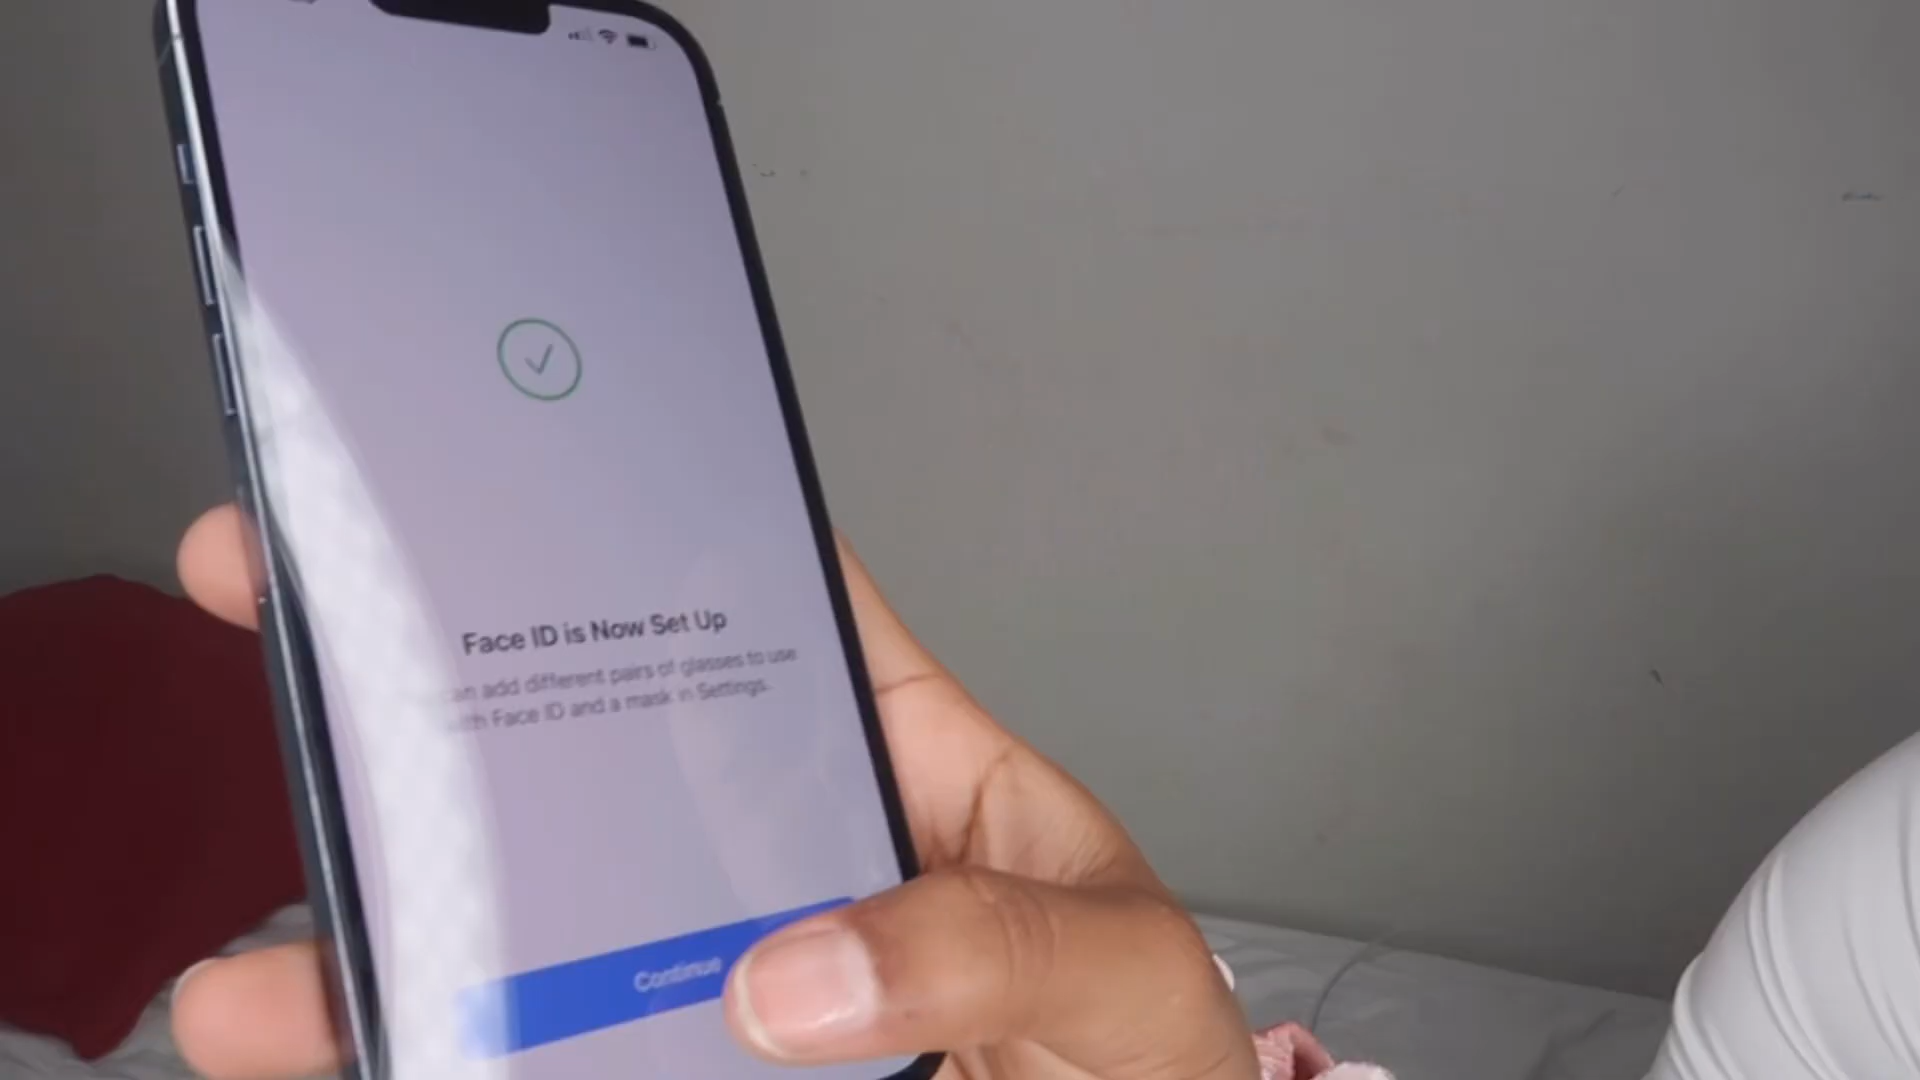 Face ID is Now Set Up
can add different pairs of glasses to use
with Face ID and a mask in Settings.
Continue